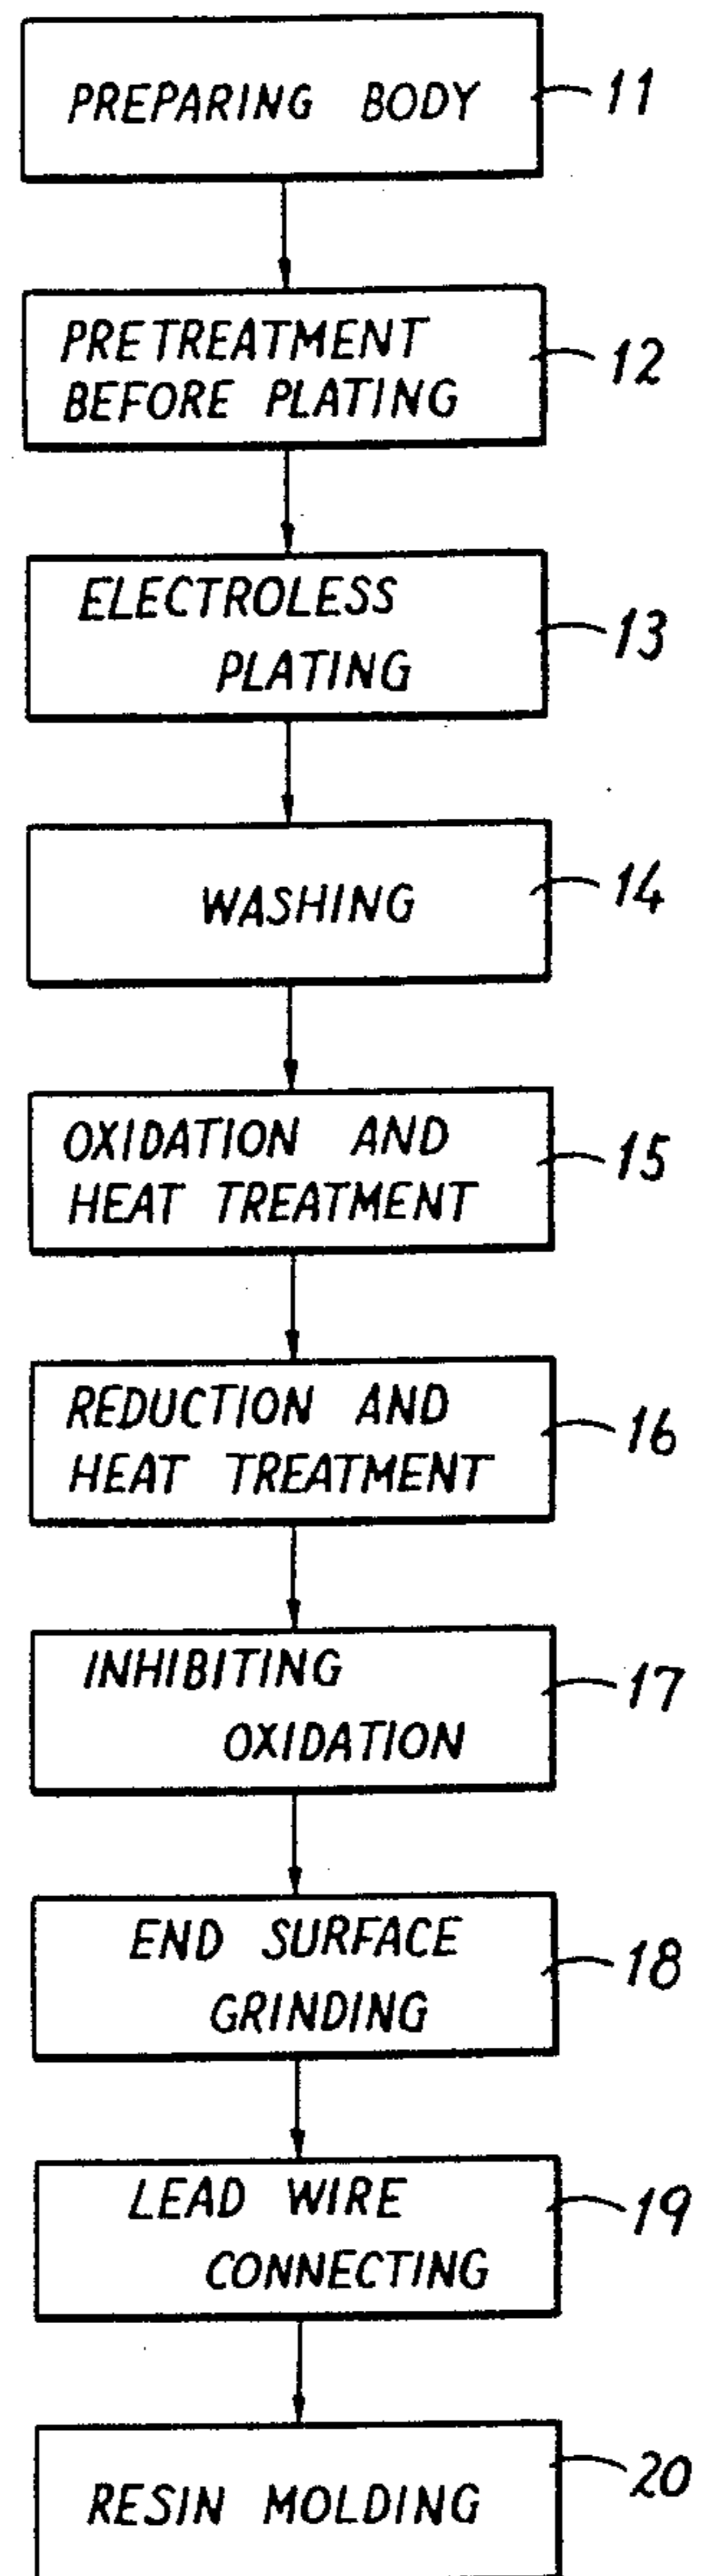 PREPARING BODY
11
PRETREATMENT
BEFORE PLATING
12
ELECTROLESS
PLATING
13
WASHING
14
OXIDATION AND
HEAT TREATMENT
15
REDUCTION AND
HEAT TREATMENT
16
INHIBITING
OXIDATION
17
END SURFACE
GRINDING
18
LEAD WIRE
CONNECTING
19
RESIN MOLDING
20